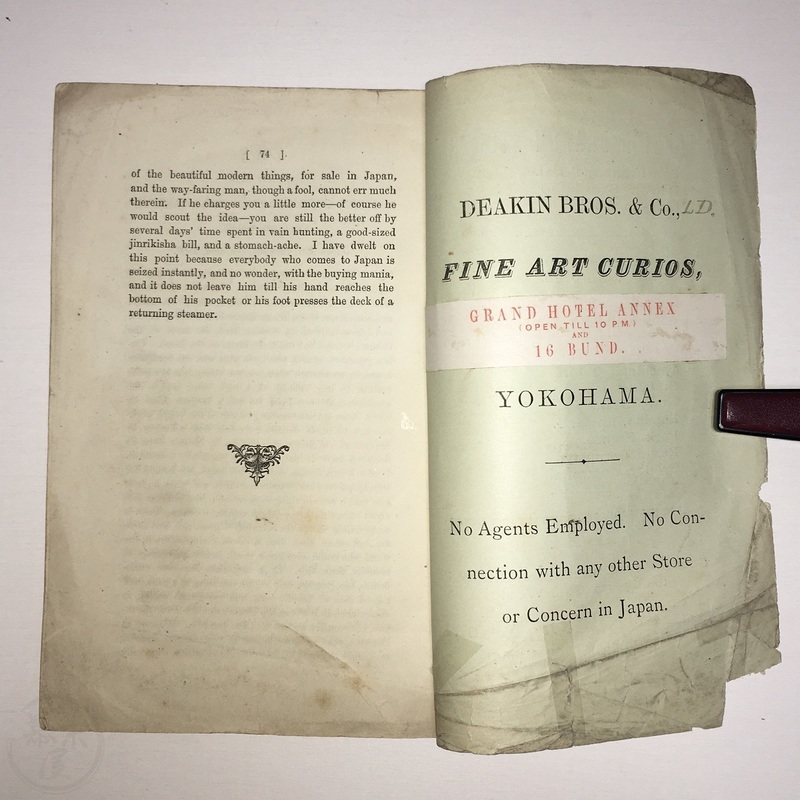 [ 74 ]
of the beautiful modern things, for sale in Japan,
and the way-faring man, though a fool, cannot err much
therein. If he charges you a little more—of course he
would scout the idea—you are still the better off by
several days' time spent in vain hunting, a good-sized
jinrikisha bill, and a stomach-ache. I have dwelt on
this point because everybody who comes to Japan is
seized instantly, and no wonder, with the buying mania,
and it does not leave him till his hand reaches the
bottom of his pocket or his foot presses the deck of a
returning steamer.
DEAKIN BROS. & Co., LD.
FINE ART CURIOS,
GRAND HOTEL ANNEX
(OPEN TILL 10 PM)
AND
16 BUND.
YOKOHAMA.
No Agents Employed. No Con-
nection with any other Store
or Concern in Japan.